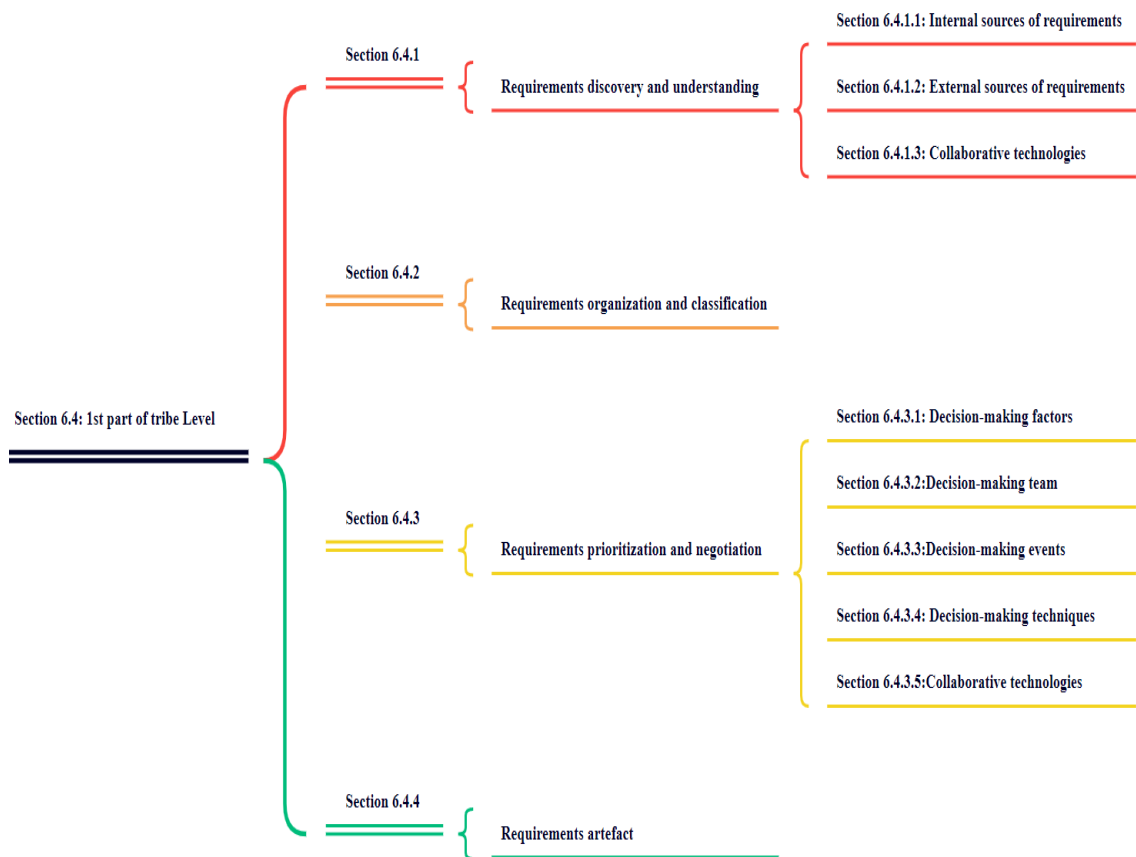 Section 6.4: 1st part of tribe Level
Section 6.4.1
Requirements discovery and understanding
Section 6.4.1.1: Internal sources of requirements
Section 6.4.1.2: External sources of requirements
Section 6.4.1.3: Collaborative technologies
Section 6.4.2
Requirements organization and classification
Section 6.4.3
Requirements prioritization and negotiation
Section 6.4.3.1: Decision-making factors
Section 6.4.3.2:Decision-making team
Section 6.4.3.3:Decision-making events
Section 6.4.3.4: Decision-making techniques
Section 6.4.3.5:Collaborative technologies
Section 6.4.4
Requirements artefact